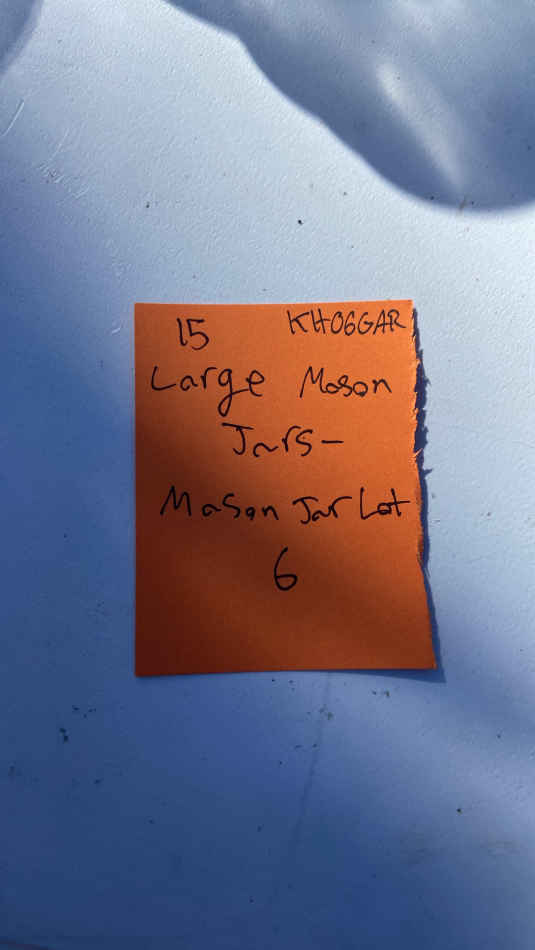 15 KH06GAR
Large Mason
Jars-
Mason Jar Lot
6